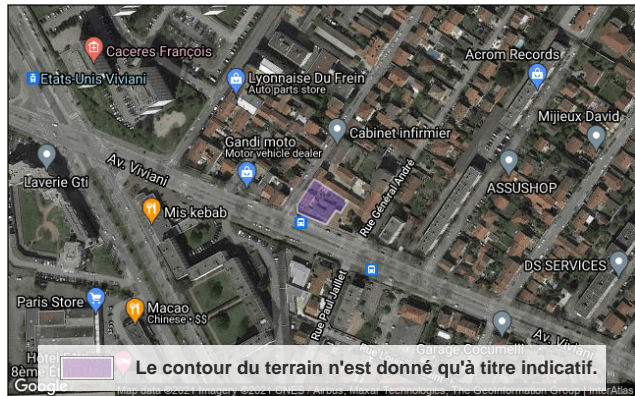 Caceres François
Etats-Unis Viviani
Lyonnaise Du Frein
Auto parts store
Acrom Records
Mijieux David
Cabinet infirmier
Gandi moto
Motor vehicle dealer
Av. Viviani
Laverie Gti
Mis kebab
Rue Général André
ASSUSHOP
DS SERVICES
Paris Store
Macao
Chinese • $$
Rue Paul Jaillet
Av. Viviani
Garage Cocumelli
Hôtel
8ème
Le contour du terrain n'est donné qu'à titre indicatif.
Google
Map data ©2021 Imagery ©2021 CNES / Airbus, Maxar Technologies, The GeoInformation Group | InterAtlas